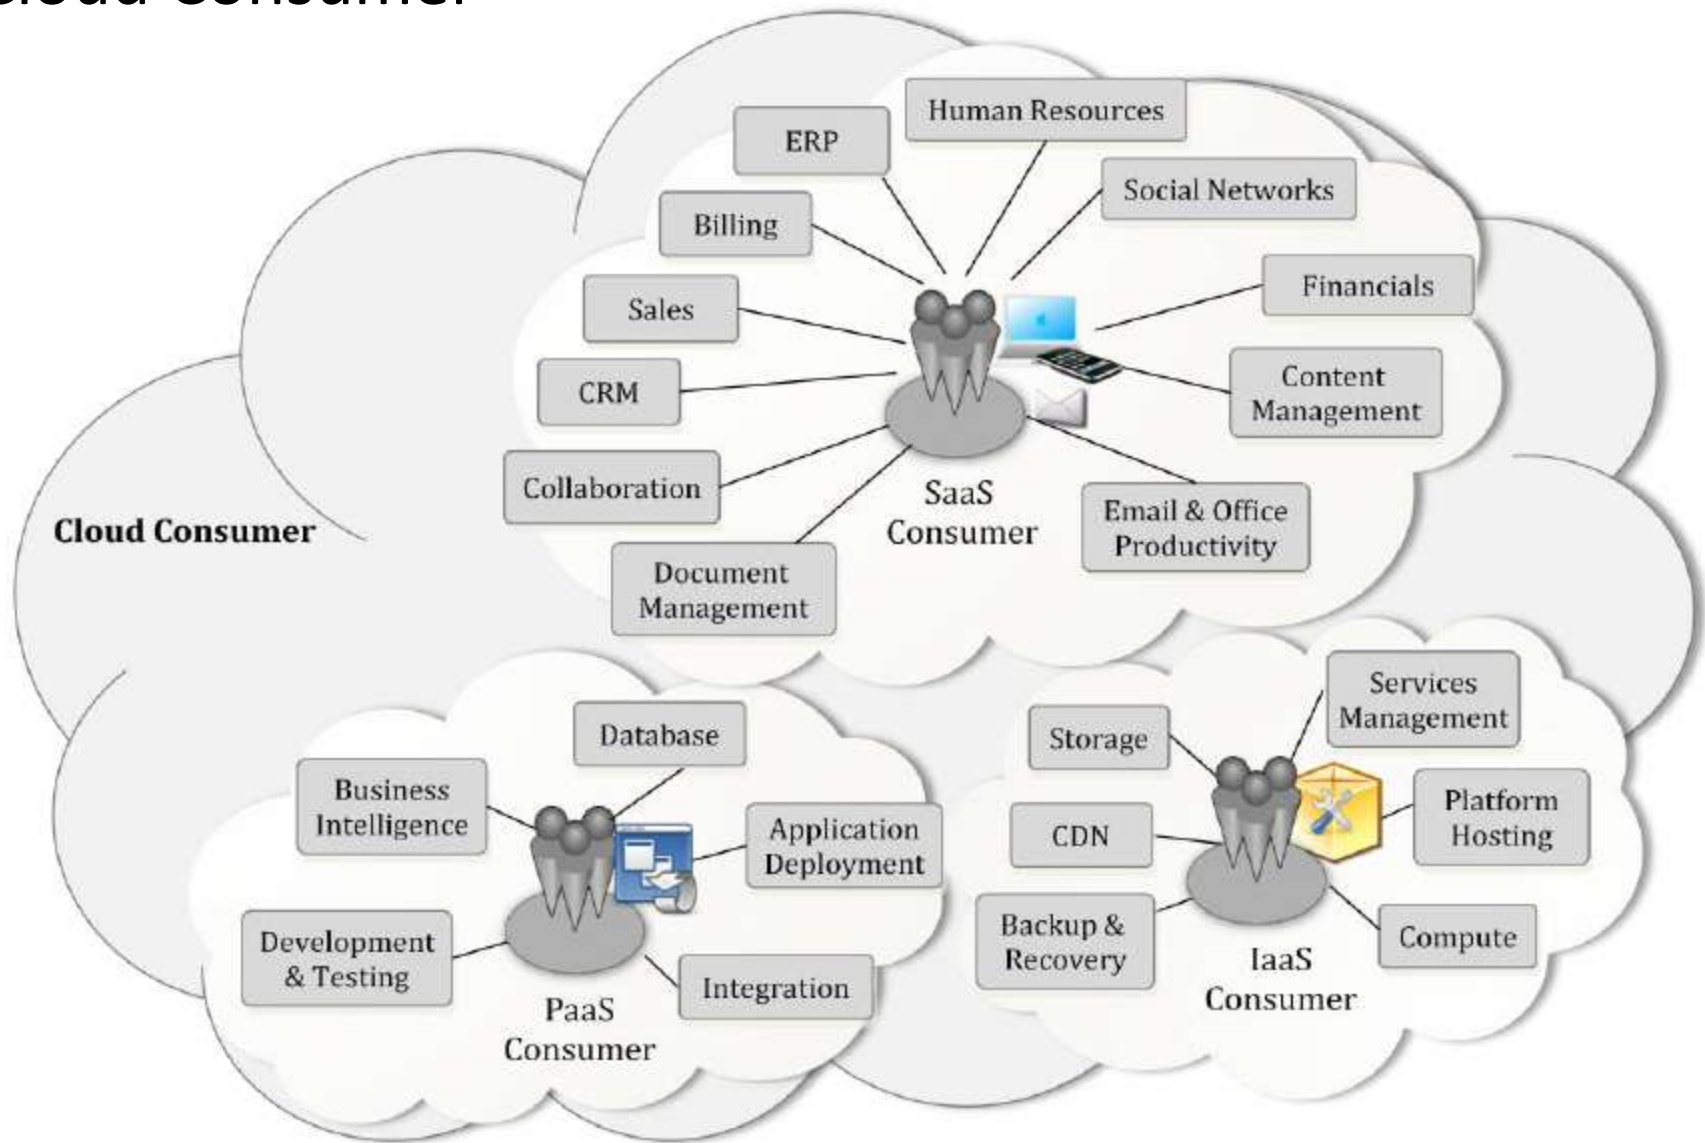 Cloud Consumer
Human Resources
ERP
Social Networks
Billing
Financials
Sales
Content
Management
CRM
Collaboration
SaaS
Consumer
Email & Office
Productivity
Cloud Consumer
Document
Management
Services
Management
Database
Storage
Business
Intelligence
Platform
Hosting
Application
Deployment
CDN
Development
& Testing
Backup &
Recovery
Compute
Integration
IaaS
Consumer
PaaS
Consumer